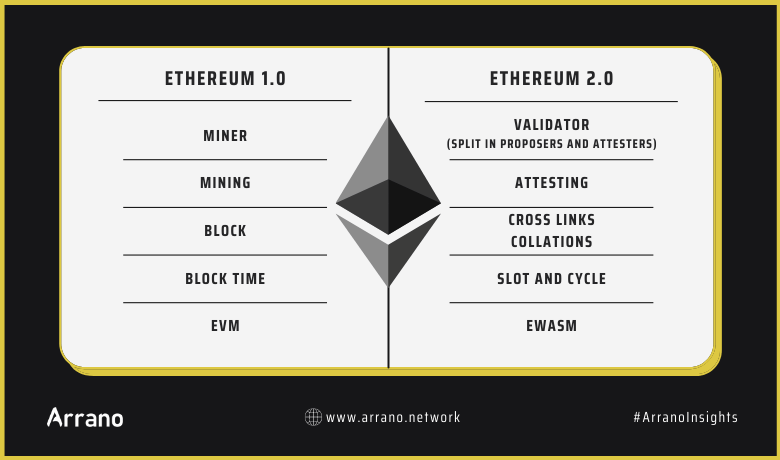 ETHEREUM 1.0
MINER
MINING
BLOCK
BLOCK TIME
EVM
ETHEREUM 2.0
VALIDATOR
(SPLIT IN PROPOSERS AND ATTESTERS)
ATTESTING
CROSS LINKS
COLLATIONS
SLOT AND CYCLE
EWASM
Arrano
www.arrano.network
#ArranoInsights